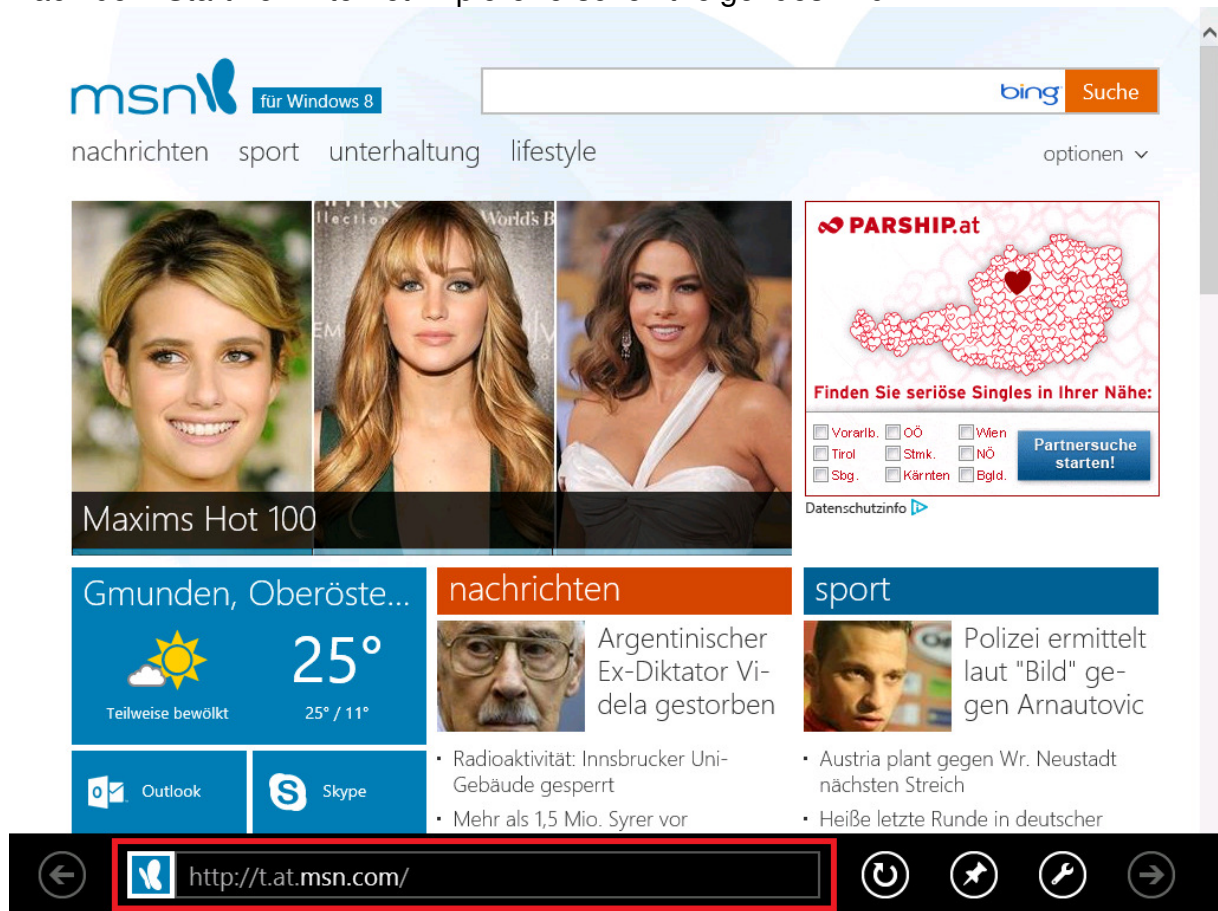 msn
für Windows 8
bing
Suche
nachrichten sport unterhaltung lifestyle
optionen
World's B
PARSHIP.at
Finden Sie seriöse Singles in Ihrer Nähe:
Vorarlb. OÖ Wien
Tirol Stmk. NÖ
Sbg. Kärnten Bgld.
Partnersuche
starten!
Datenschutzinfo
Maxims Hot 100
Gmunden, Oberöste...
25°
Teilweise bewölkt
25° / 11°
Outlook
Skype
nachrichten
Argentinischer
Ex-Diktator Vi-
dela gestorben
Radioaktivität: Innsbrucker Uni-
Gebäude gesperrt
Mehr als 1,5 Mio. Syrer vor
sport
Polizei ermittelt
laut "Bild" ge-
gen Arnautovic
Austria plant gegen Wr. Neustadt
nächsten Streich
Heiße letzte Runde in deutscher
http://t.at.msn.com/